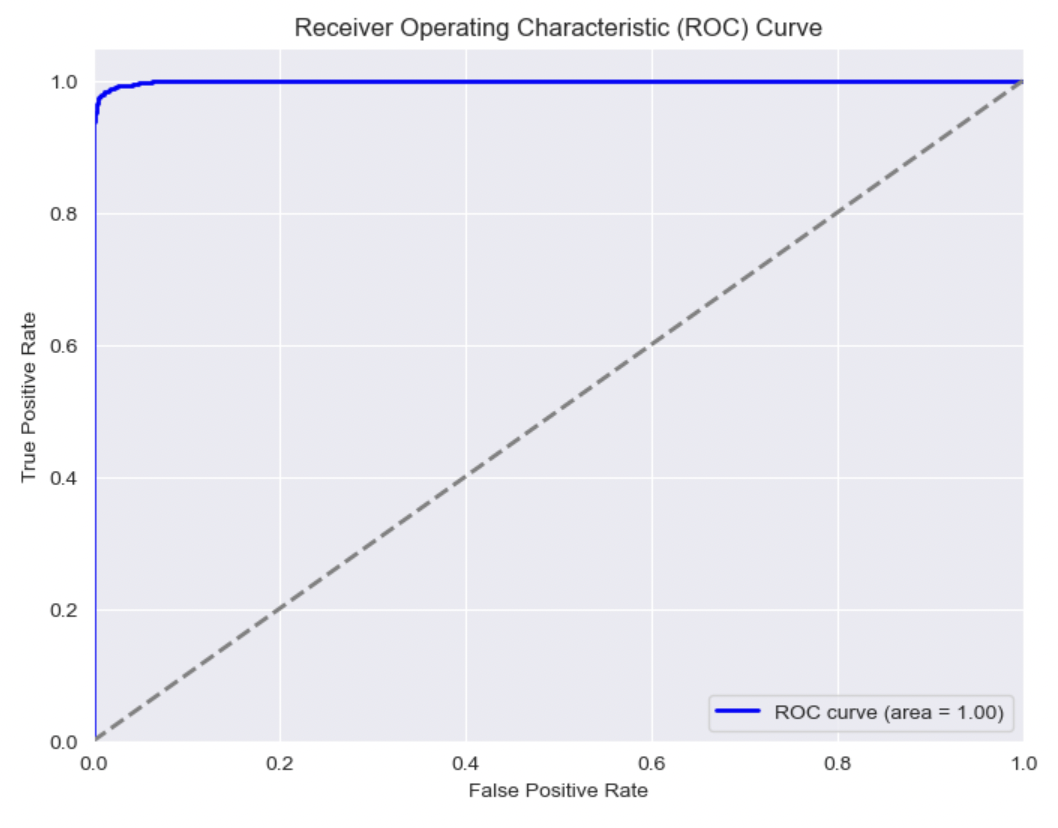 Receiver Operating Characteristic (ROC) Curve
1.0
0.8
0.6
0.4
0.2
0.0
True Positive Rate
0.0 0.2 0.4 0.6 0.8 1.0
False Positive Rate
ROC curve (area = 1.00)